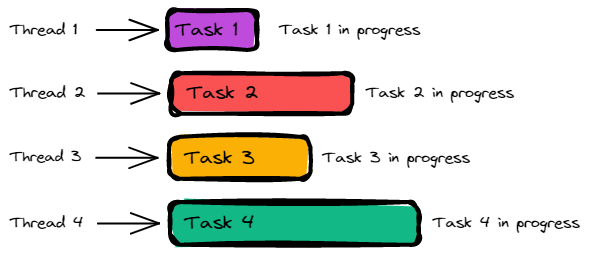 Thread 1 Task 1 Task 1 in progress
Thread 2 Task 2 Task 2 in progress
Thread 3 Task 3 Task 3 in progress
Thread 4 Task 4 Task 4 in progress